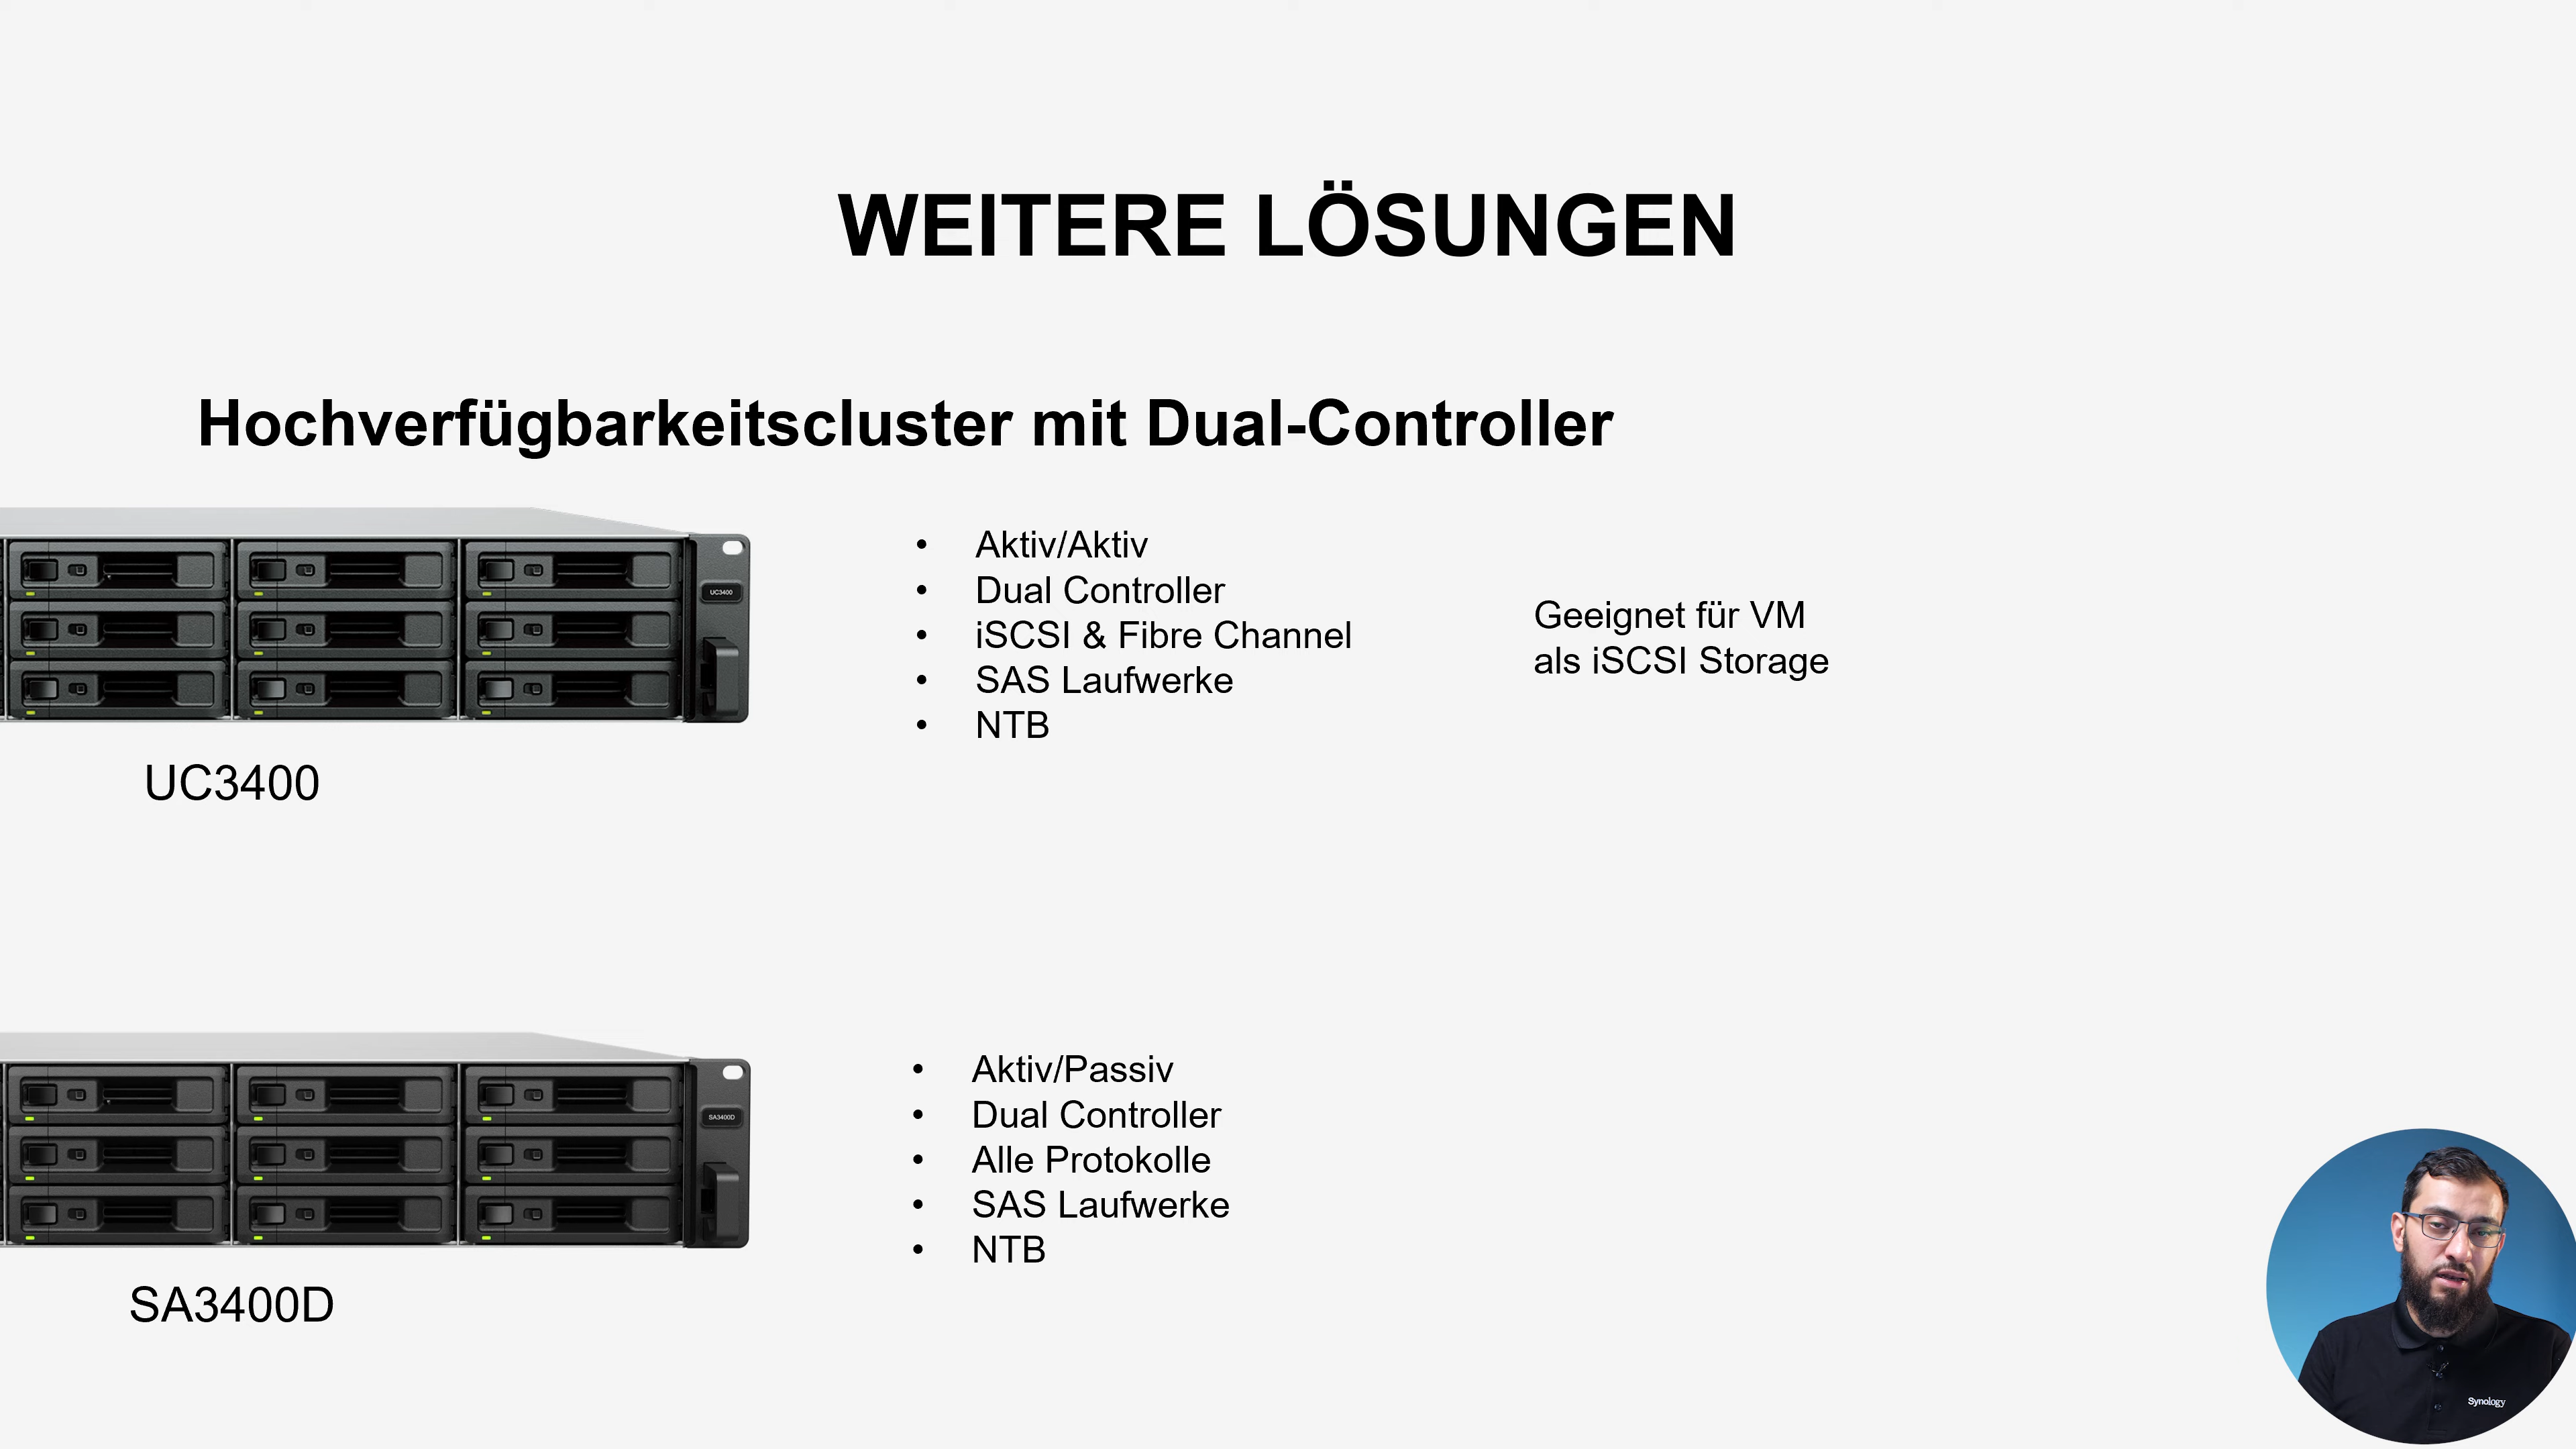 WEITERE LÖSUNGEN
Hochverfügbarkeitscluster mit Dual-Controller
UC3400
• Aktiv/Aktiv
• Dual Controller
• iSCSI & Fibre Channel
• SAS Laufwerke
• NTB
Geeignet für VM
als iSCSI Storage
UC3400
SA3400D
• Aktiv/Passiv
• Dual Controller
• Alle Protokolle
• SAS Laufwerke
• NTB
SA3400D
Synology